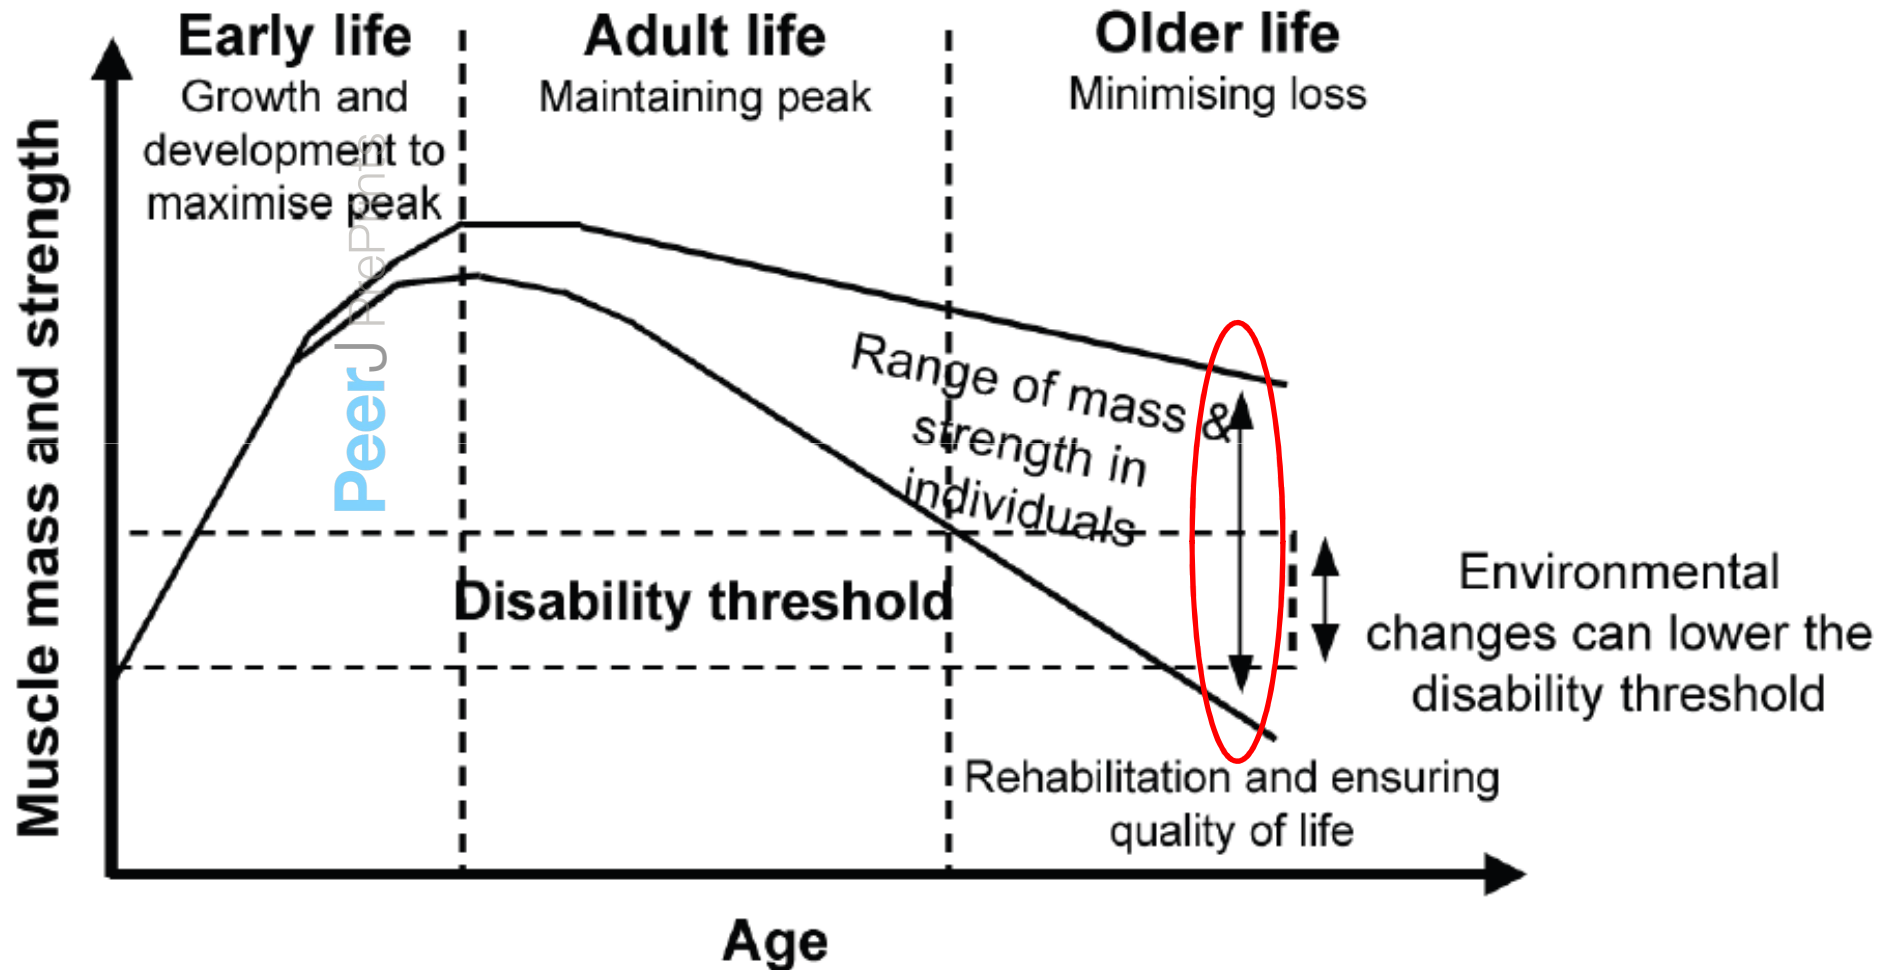 Early life
Growth and
development to
maximise peak
Adult life
Maintaining peak
Older life
Minimising loss
Muscle mass and strength
PeerJ PrePrints
Range of mass &
strength in
individuals
Disability threshold
Environmental
changes can lower the
disability threshold
Rehabilitation and ensuring
quality of life
Age